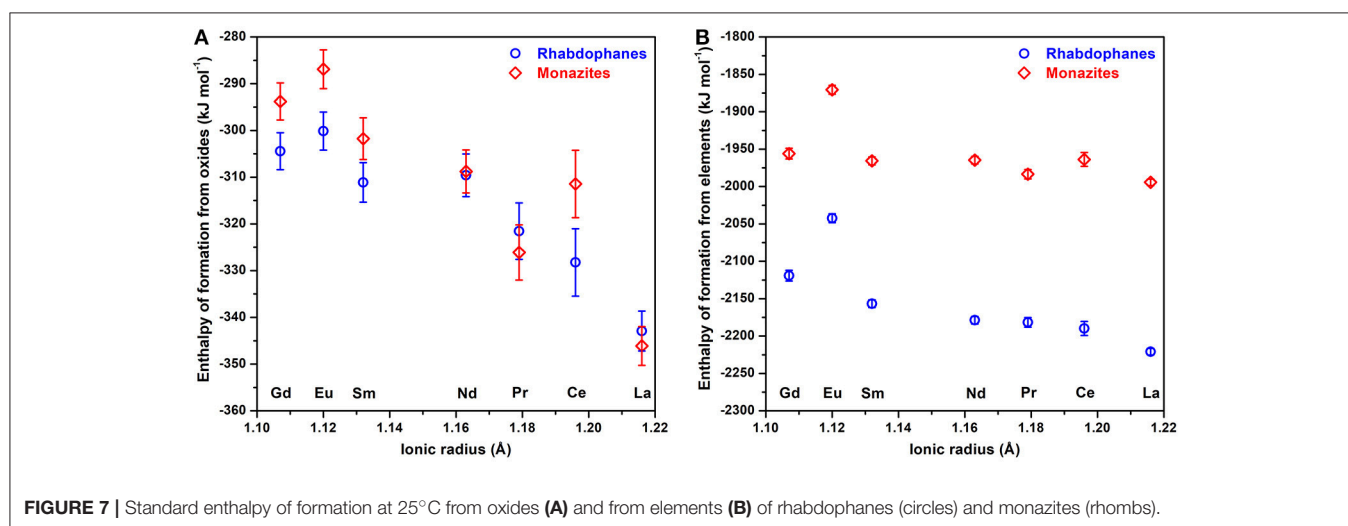 A
Enthalpy of formation from oxides (kJ mol⁻¹)
-280
-290
-300
-310
-320
-330
-340
-350
-360
Rhabdophanes
Monazites
Gd Eu Sm Nd Pr Ce La
1.10 1.12 1.14 1.16 1.18 1.20 1.22
Ionic radius (Å)
B
Enthalpy of formation from elements (kJ mol⁻¹)
-1800
-1850
-1900
-1950
-2000
-2050
-2100
-2150
-2200
-2250
-2300
Rhabdophanes
Monazites
Gd Eu Sm Nd Pr Ce La
1.10 1.12 1.14 1.16 1.18 1.20 1.22
Ionic radius (Å)
FIGURE 7 | Standard enthalpy of formation at 25°C from oxides (A) and from elements (B) of rhabdophanes (circles) and monazites (rhombs).